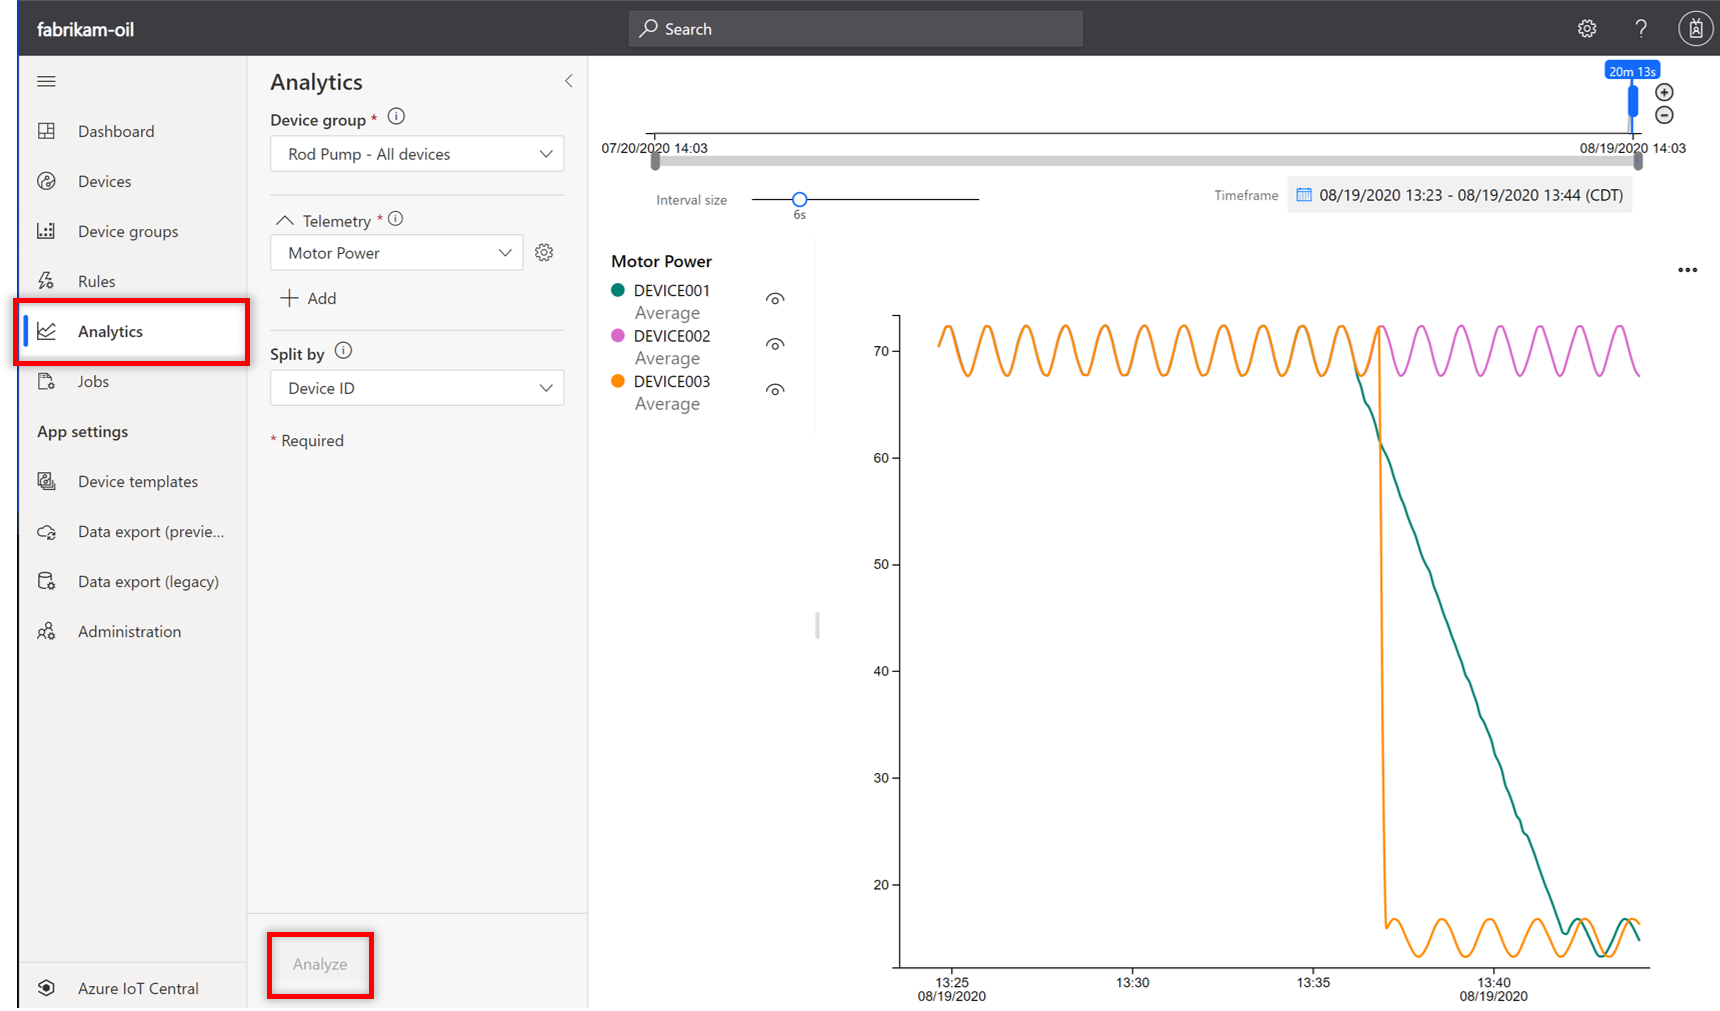 fabrikam-oil
Search
Dashboard
Devices
Device groups
Rules
Analytics
Jobs
App settings
Device templates
Data export (previe...
Data export (legacy)
Administration
Azure IoT Central
Analytics
Device group *
Rod Pump - All devices
Telemetry *
Motor Power
Add
Split by
Device ID
* Required
Analyze
20m 13s
07/20/2020 14:03
08/19/2020 14:03
Interval size
6s
Timeframe
08/19/2020 13:23 - 08/19/2020 13:44 (CDT)
Motor Power
DEVICE001
Average
DEVICE002
Average
DEVICE003
Average
70
60
50
40
30
20
13:25
08/19/2020
13:30
13:35
13:40
08/19/2020